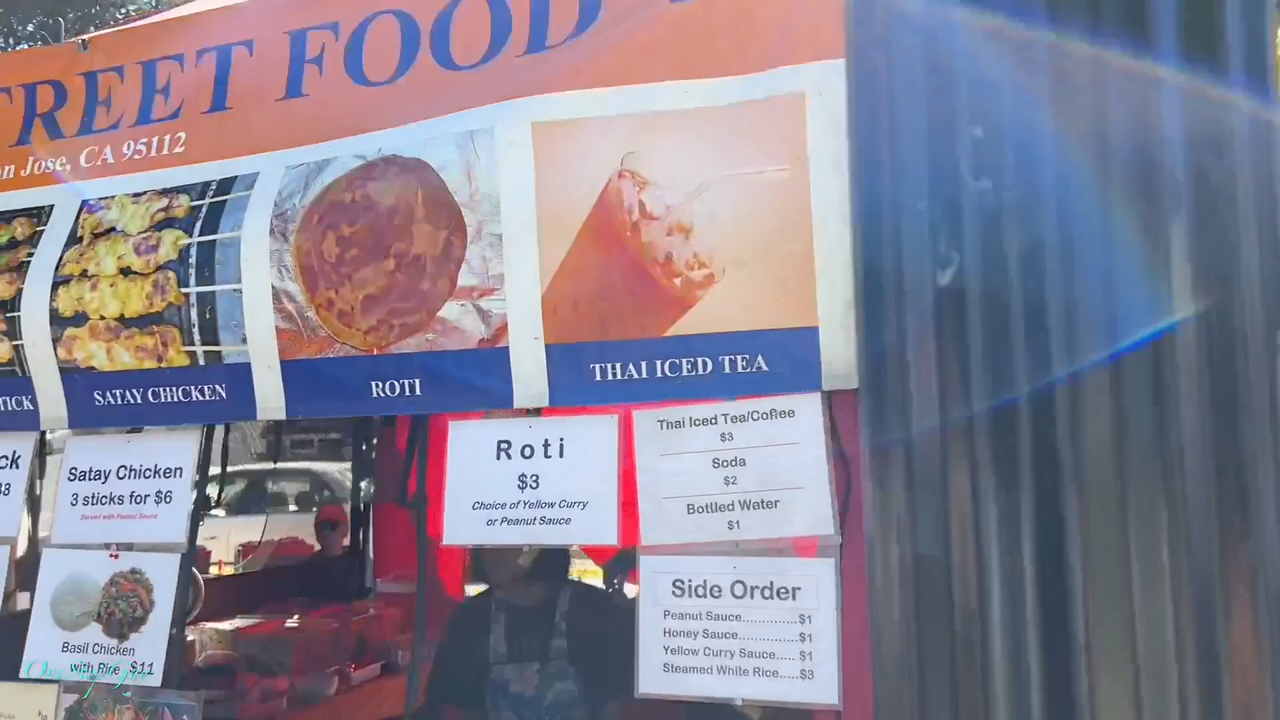 TREET FOOD
n Jose, CA 95112
TICK
SATAY CHICKEN
ROTI
THAI ICED TEA
ck
Satay Chicken
3 sticks for $6
Served with Peanut Sauce
Roti
$3
Choice of Yellow Curry
or Peanut Sauce
Thai Iced Tea/Coffee
$3
Soda
$2
Bottled Water
$1
Basil Chicken
with Rice $11
Side Order
Peanut Sauce..............$1
Honey Sauce..............$1
Yellow Curry Sauce..... $1
Steamed White Rice...$3